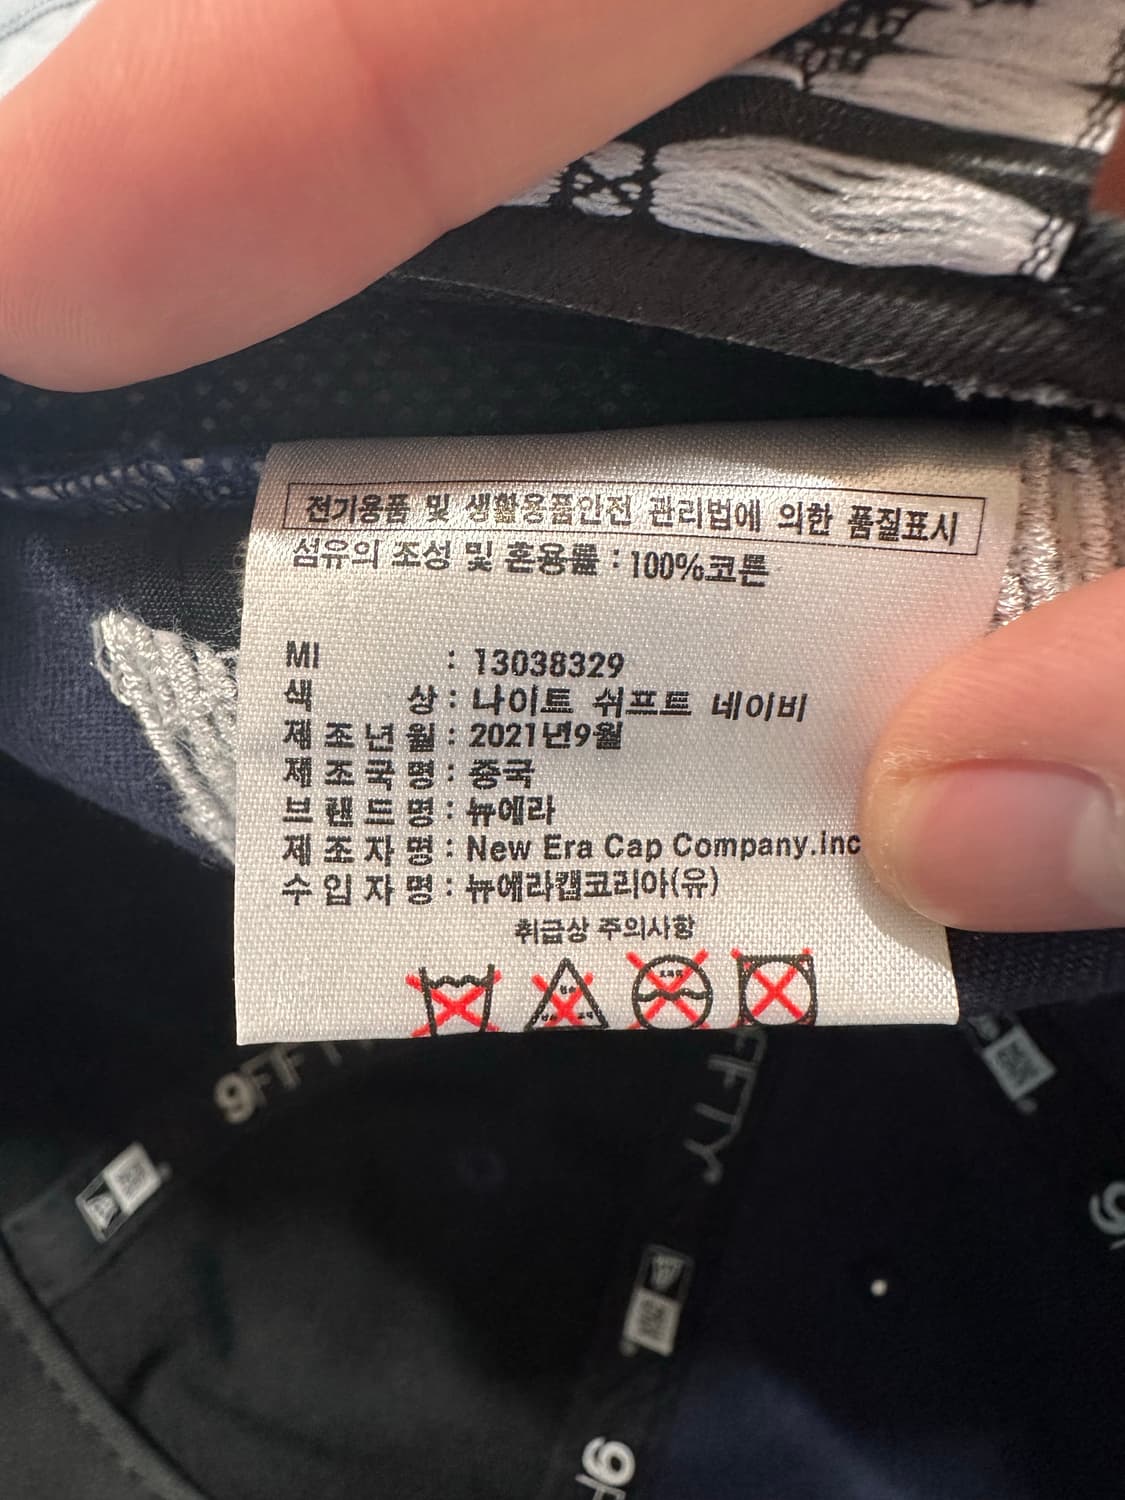 전기용품 및 생활용품안전 관리법에 의한 품질표시
섬유의 조성 및 혼용률 : 100%코튼
MI : 13038329
색 상 : 나이트 쉬프트 네이비
제조년월 : 2021년9월
제조국명 : 중국
브랜드명 : 뉴에라
제조자명 : New Era Cap Company.Inc
수입자명 : 뉴에라캡코리아(유)
취급상 주의사항
9FIFTY
FIFTY
9
9F